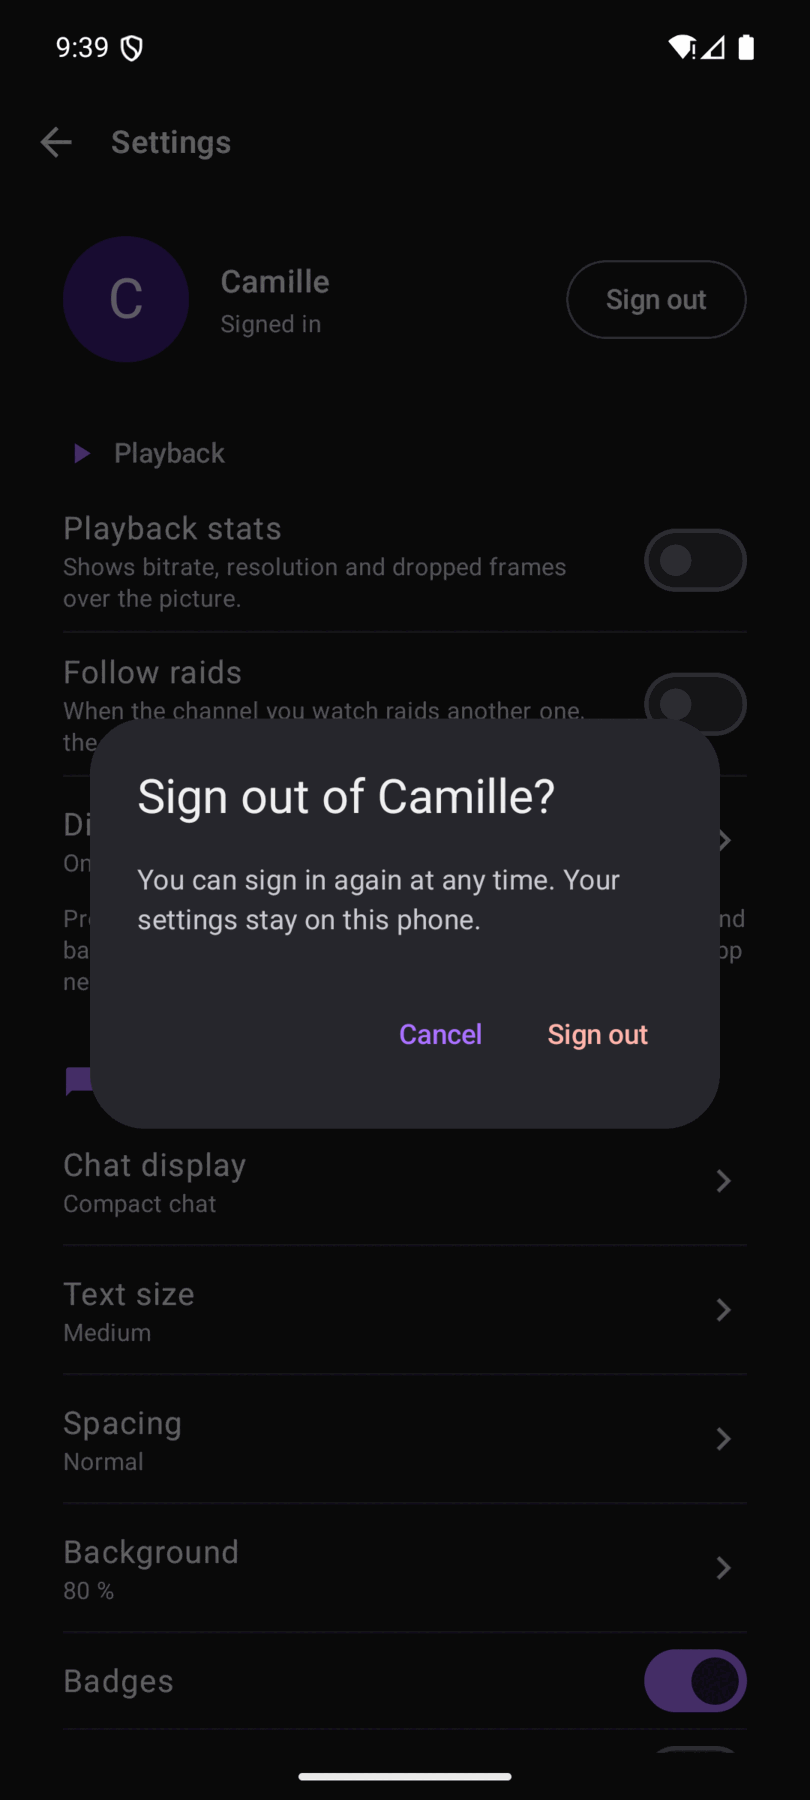 9:39
Settings
C
Camille
Signed in
Sign out
Playback
Playback stats
Shows bitrate, resolution and dropped frames
over the picture.
Follow raids
When the channel you watch raids another one,
the
Sign out of Camille?
You can sign in again at any time. Your
settings stay on this phone.
Cancel
Sign out
Chat display
Compact chat
Text size
Medium
Spacing
Normal
Background
80 %
Badges